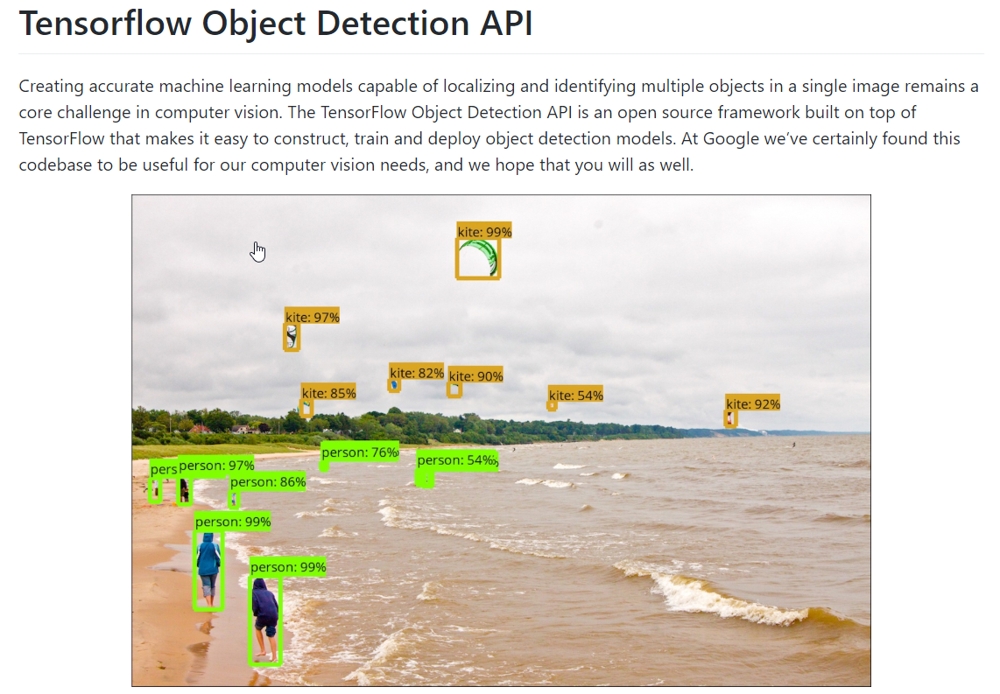 Tensorflow Object Detection API
Creating accurate machine learning models capable of localizing and identifying multiple objects in a single image remains a
core challenge in computer vision. The TensorFlow Object Detection API is an open source framework built on top of
TensorFlow that makes it easy to construct, train and deploy object detection models. At Google we’ve certainly found this
codebase to be useful for our computer vision needs, and we hope that you will as well.
kite: 99%
kite: 97%
kite: 82%
kite: 90%
kite: 85%
kite: 54%
kite: 92%
person: 76%
person: 54%
pers
person: 97%
person: 86%
person: 99%
person: 99%